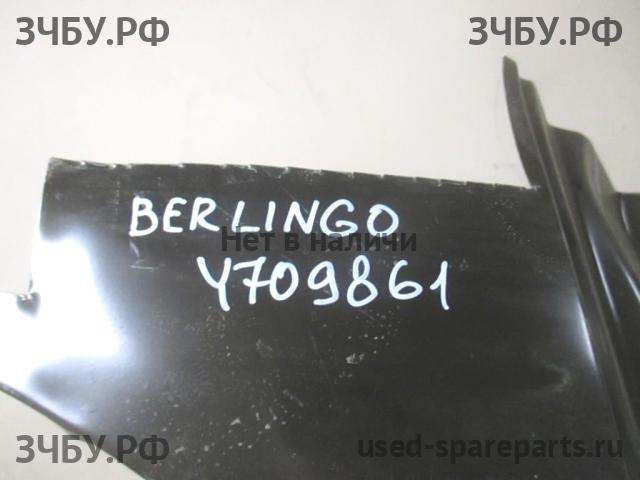 ЗЧБУ.РФ ЗЧБУ.РФ
BERLINGO
Нет в наличи
Y709861
ЗЧБУ.РФ used-spareparts.ru